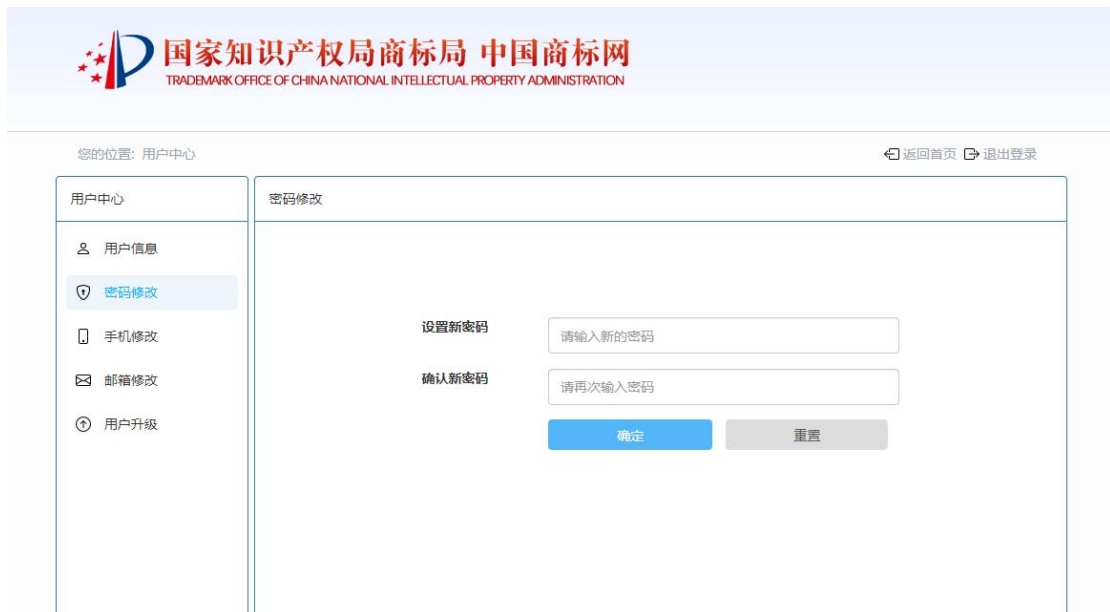 国家知识产权局商标局 中国商标网
TRADEMARK OFFICE OF CHINA NATIONAL INTELLECTUAL PROPERTY ADMINISTRATION
您的位置: 用户中心
返回首页 退出登录
用户中心
用户信息
密码修改
手机修改
邮箱修改
用户升级
密码修改
设置新密码 请输入新的密码
确认新密码 请再次输入密码
确定 重置